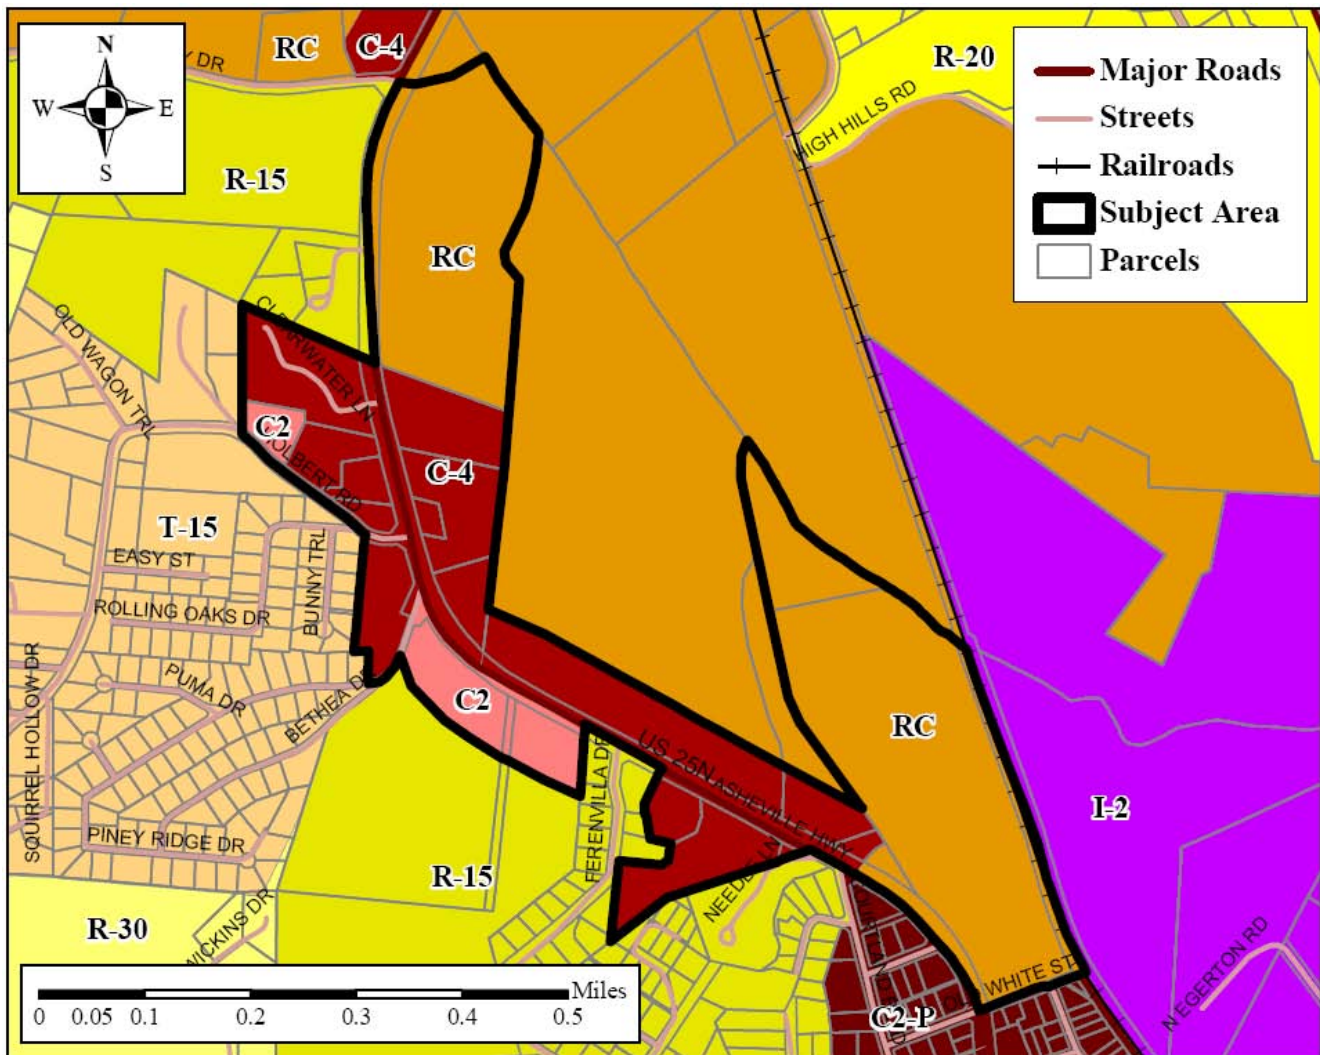 N
W
E
S
RC
C-4
Y DR
R-20
HIGH HILLS RD
Major Roads
Streets
Railroads
Subject Area
Parcels
R-15
RC
OLD WAGON TRL
CLEARWATER LN
C2
HOLBERT RD
C-4
T-15
EASY ST
BUNNY TRL
ROLLING OAKS DR
SQUIRREL HOLLOW DR
PUMA DR
BETHEA DR
C2
RC
US 25N
ASHEVILLE HWY
FERENVILLA DR
I-2
PINEY RIDGE DR
R-15
NEEDE LN
R-30
WICKINS DR
WHITE ST
N EGERTON RD
C2-P
Miles
0 0.05 0.1 0.2 0.3 0.4 0.5